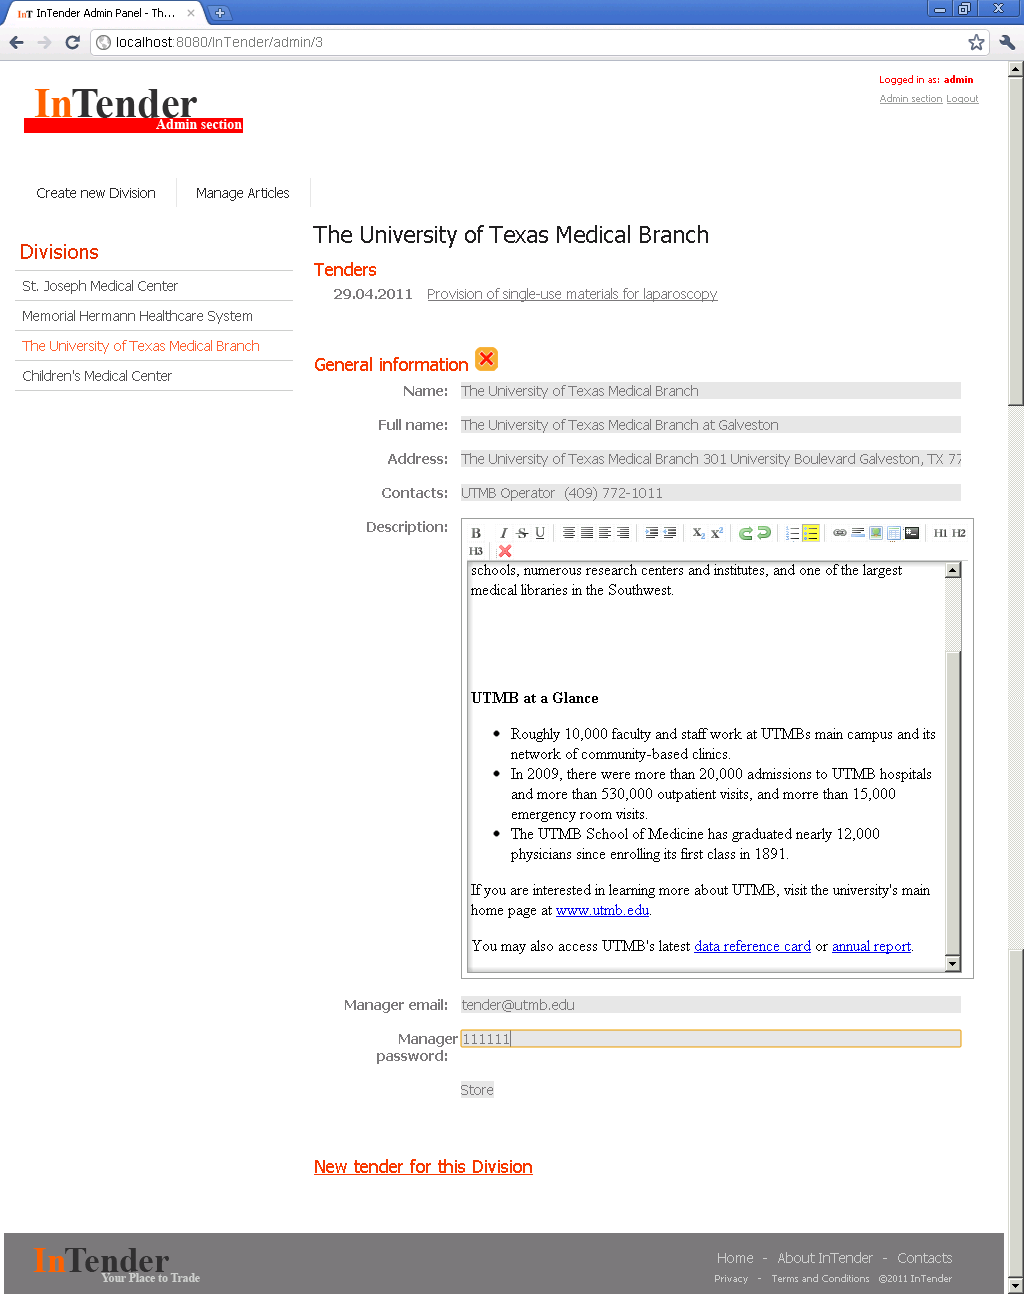 InT InTender Admin Panel - Th...
localhost:8080/InTender/admin/3
Logged in as: admin
Admin section Logout
InTender
Admin section
Create new Division
Manage Articles
Divisions
St. Joseph Medical Center
Memorial Hermann Healthcare System
The University of Texas Medical Branch
Children's Medical Center
The University of Texas Medical Branch
Tenders
29.04.2011 Provision of single-use materials for laparoscopy
General information
Name: The University of Texas Medical Branch
Full name: The University of Texas Medical Branch at Galveston
Address: The University of Texas Medical Branch 301 University Boulevard Galveston, TX 77
Contacts: UTMB Operator (409) 772-1011
Description:
B I S U X2 X2 H1 H2
H3
schools, numerous research centers and institutes, and one of the largest
medical libraries in the Southwest.
UTMB at a Glance
Roughly 10,000 faculty and staff work at UTMBs main campus and its
network of community-based clinics.
In 2009, there were more than 20,000 admissions to UTMB hospitals
and more than 530,000 outpatient visits, and morre than 15,000
emergency room visits.
The UTMB School of Medicine has graduated nearly 12,000
physicians since enrolling its first class in 1891.
If you are interested in learning more about UTMB, visit the university's main
home page at www.utmb.edu.
You may also access UTMB's latest data reference card or annual report.
Manager email: tender@utmb.edu
Manager 111111
password:
Store
New tender for this Division
InTender
Your Place to Trade
Home - About InTender - Contacts
Privacy - Terms and Conditions ©2011 InTender